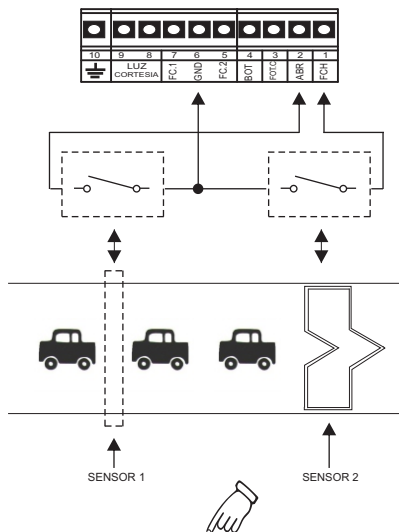 10 9 8 7 6 5 4 3 2 1
LUZ
CORTESIA
FC.1
GND
FC.2
BOT
FOT.C
ABR
FCH
SENSOR 1
SENSOR 2